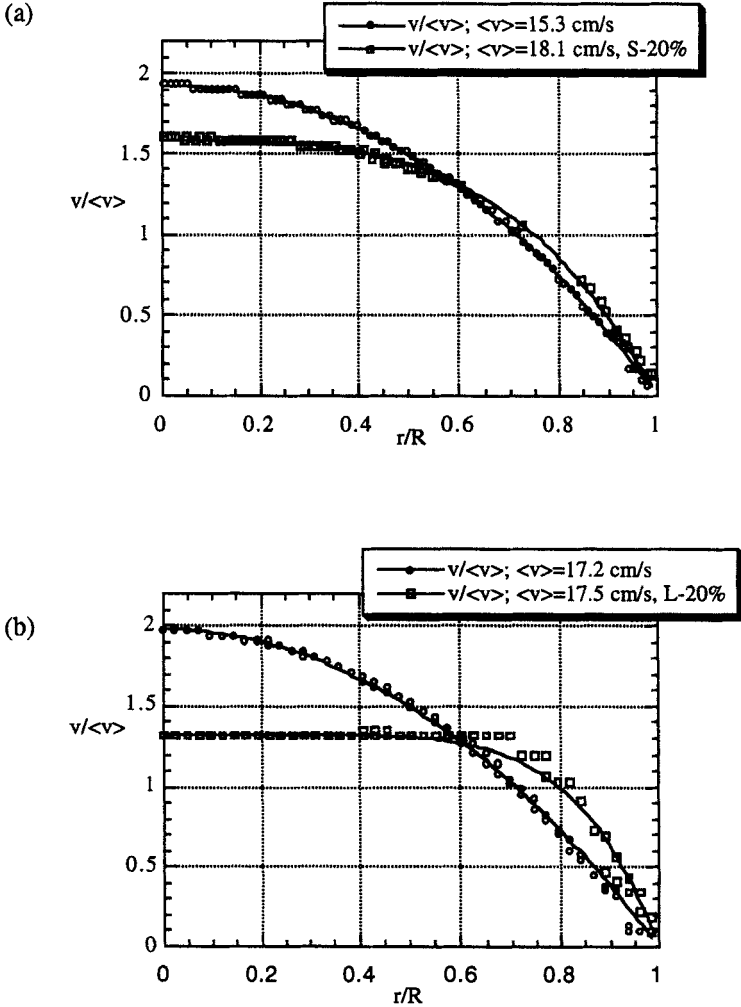 (a)
v/<v>; <v>=15.3 cm/s
v/<v>; <v>=18.1 cm/s, S-20%
2
1.5
v/<v>
1
0.5
0
0 0.2 0.4 0.6 0.8 1
r/R
(b)
v/<v>; <v>=17.2 cm/s
v/<v>; <v>=17.5 cm/s, L-20%
2
1.5
v/<v>
1
0.5
0
0 0.2 0.4 0.6 0.8 1
r/R